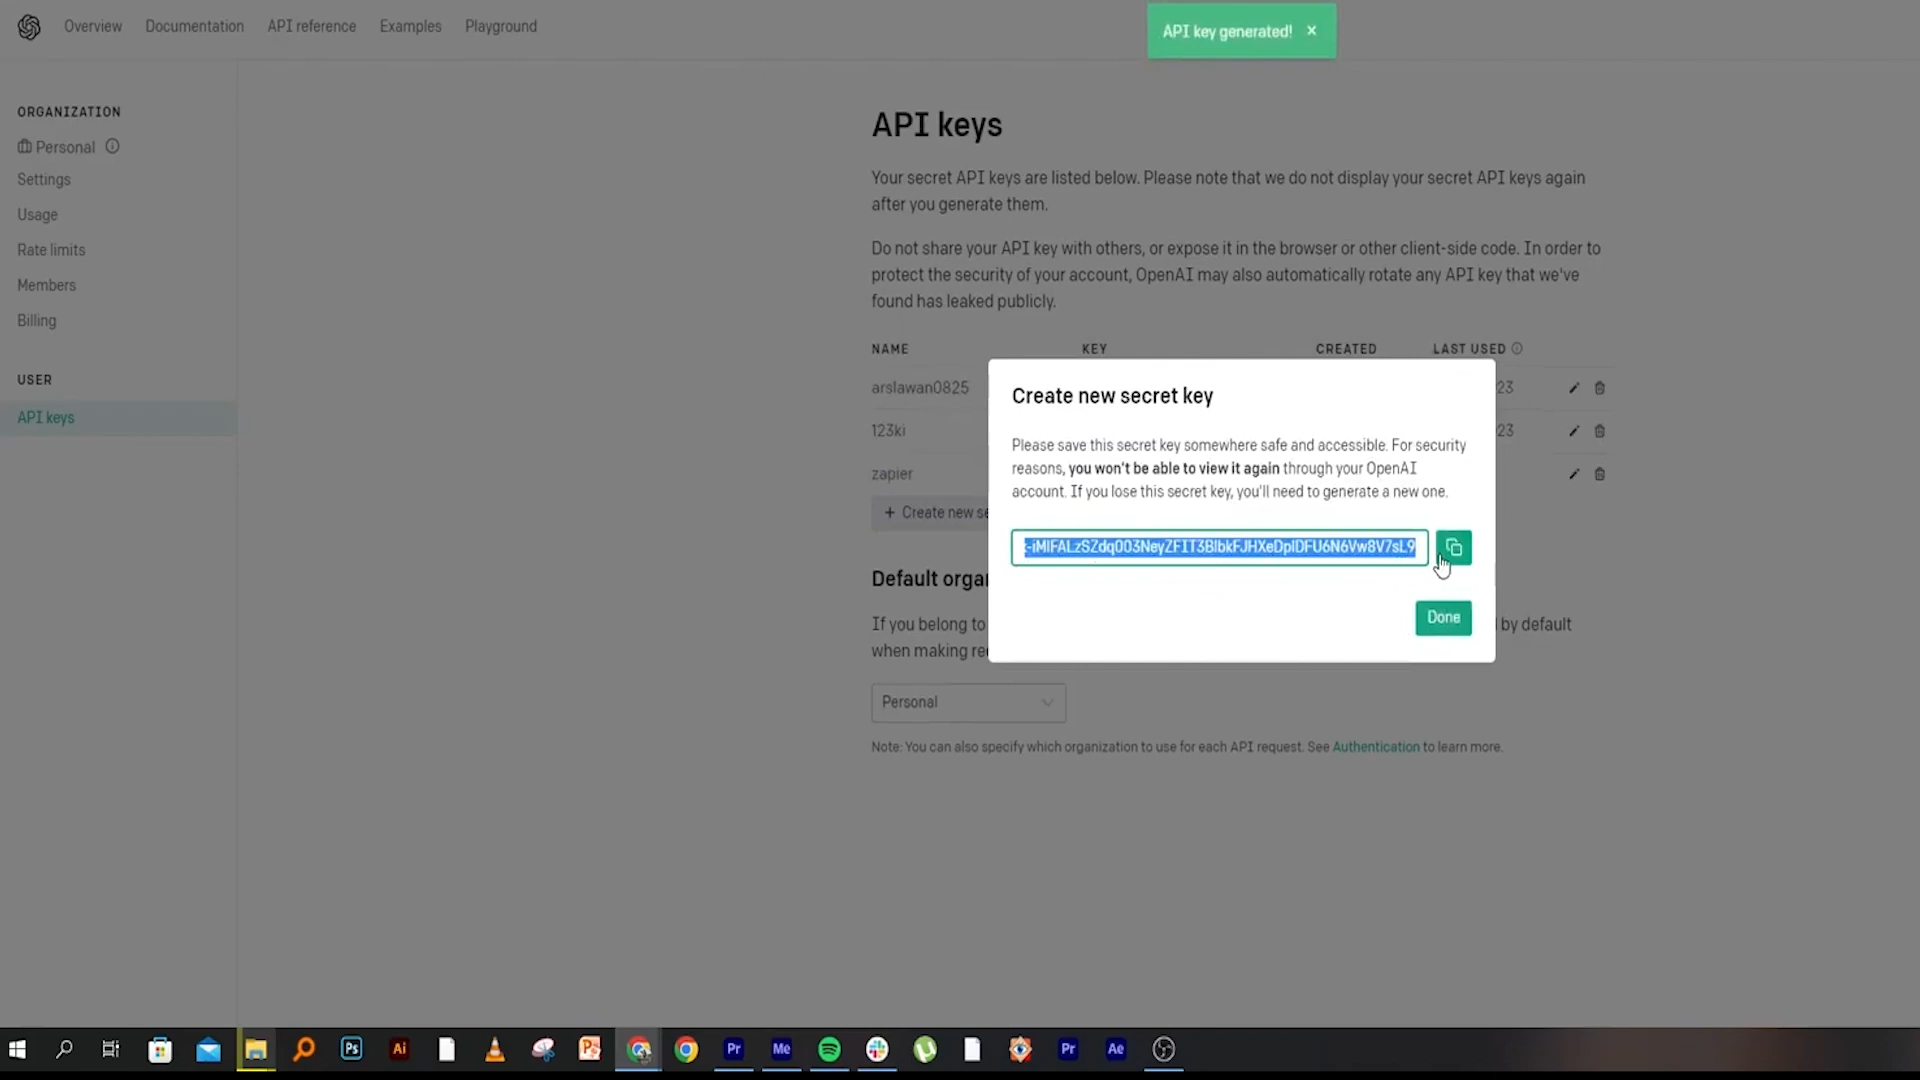 Overview Documentation API reference Examples Playground
API key generated! ×
ORGANIZATION
Personal
Settings
Usage
Rate limits
Members
Billing
USER
API keys
API keys
Your secret API keys are listed below. Please note that we do not display your secret API keys again
after you generate them.
Do not share your API key with others, or expose it in the browser or other client-side code. In order to
protect the security of your account, OpenAI may also automatically rotate any API key that we've
found has leaked publicly.
NAME KEY CREATED LAST USED
arslawan0825 23
123ki 23
zapier
+ Create new se
Create new secret key
Please save this secret key somewhere safe and accessible. For security
reasons, you won't be able to view it again through your OpenAI
account. If you lose this secret key, you'll need to generate a new one.
Done
Default organ
If you belong to by default
when making re
Personal
Note: You can also specify which organization to use for each API request. See Authentication to learn more.
Ps Ai Pr Me Pr Ae